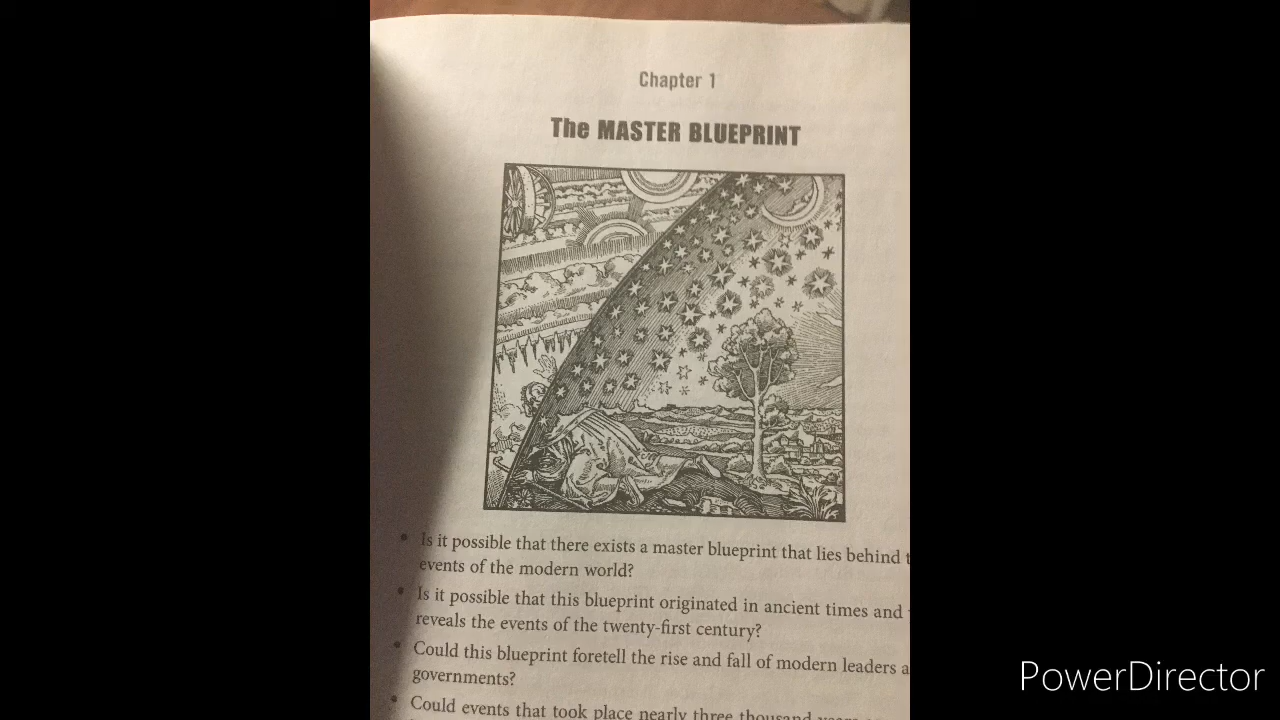 Chapter 1
The MASTER BLUEPRINT
• Is it possible that there exists a master blueprint that lies behind
events of the modern world?
• Is it possible that this blueprint originated in ancient times and
reveals the events of the twenty-first century?
• Could this blueprint foretell the rise and fall of modern leaders
governments?
• Could events that took place nearly three thousand years
PowerDirector